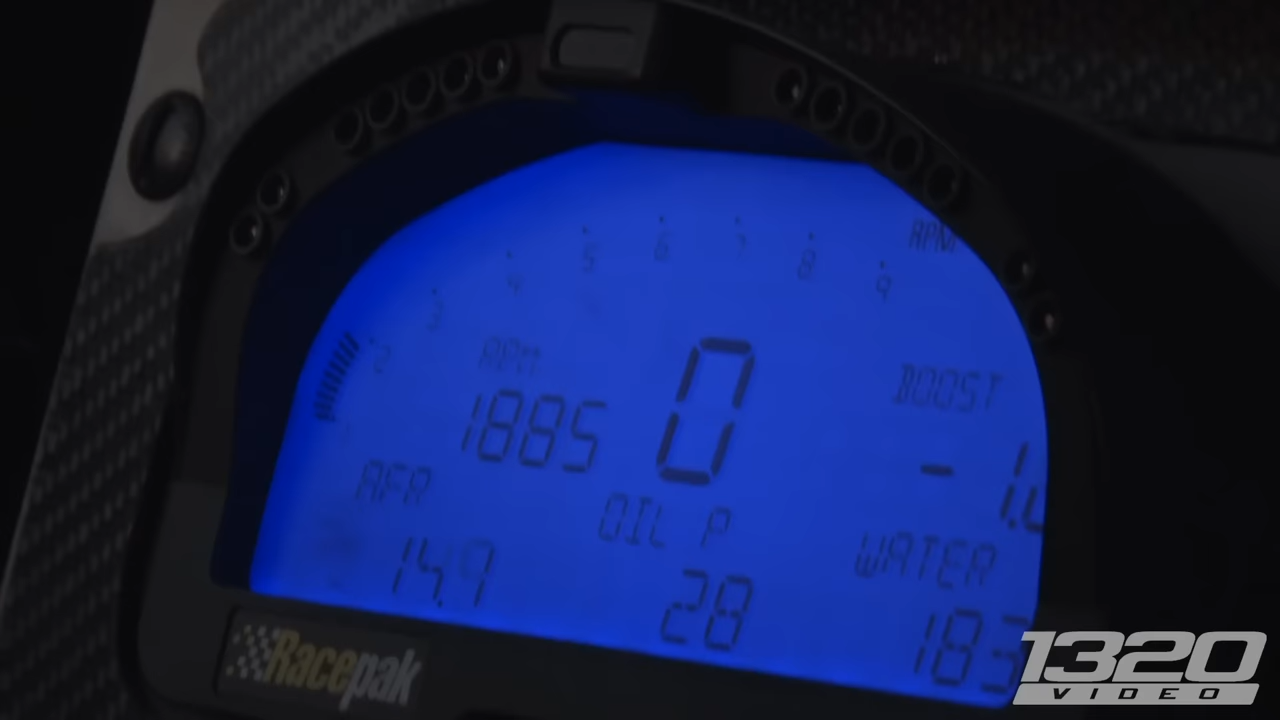 RPM
3 4 5 6 7 8 9
2
RPM
1885
0
BOOST
AFR
OIL P
WATER
14.9
28
183
Racepak
1320
VIDEO